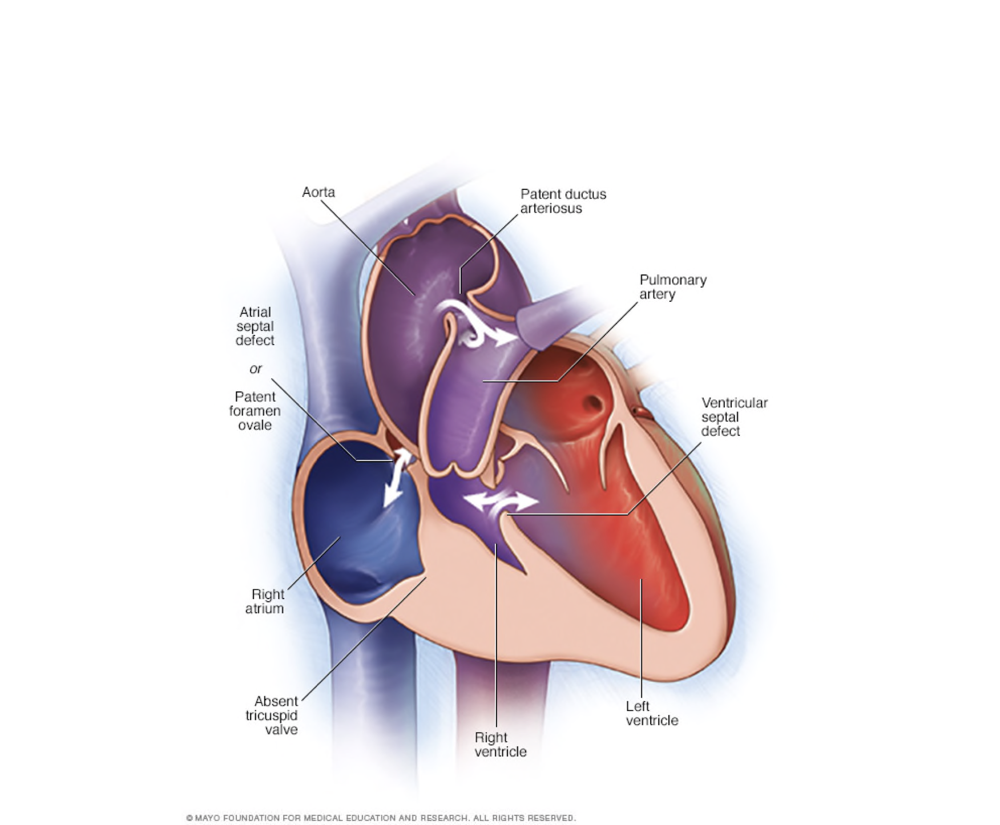 Aorta
Patent ductus
arteriosus
Pulmonary
artery
Atrial
septal
defect
or
Patent
foramen
ovale
Ventricular
septal
defect
Right
atrium
Absent
tricuspid
valve
Left
ventricle
Right
ventricle
© MAYO FOUNDATION FOR MEDICAL EDUCATION AND RESEARCH. ALL RIGHTS RESERVED.